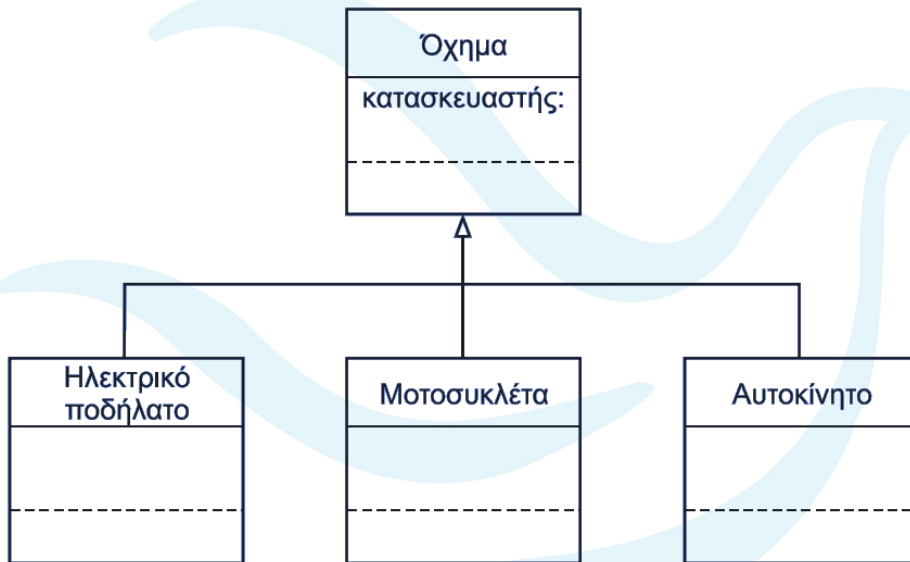 Όχημα
κατασκευαστής:
Ηλεκτρικό
ποδήλατο
Μοτοσυκλέτα
Αυτοκίνητο